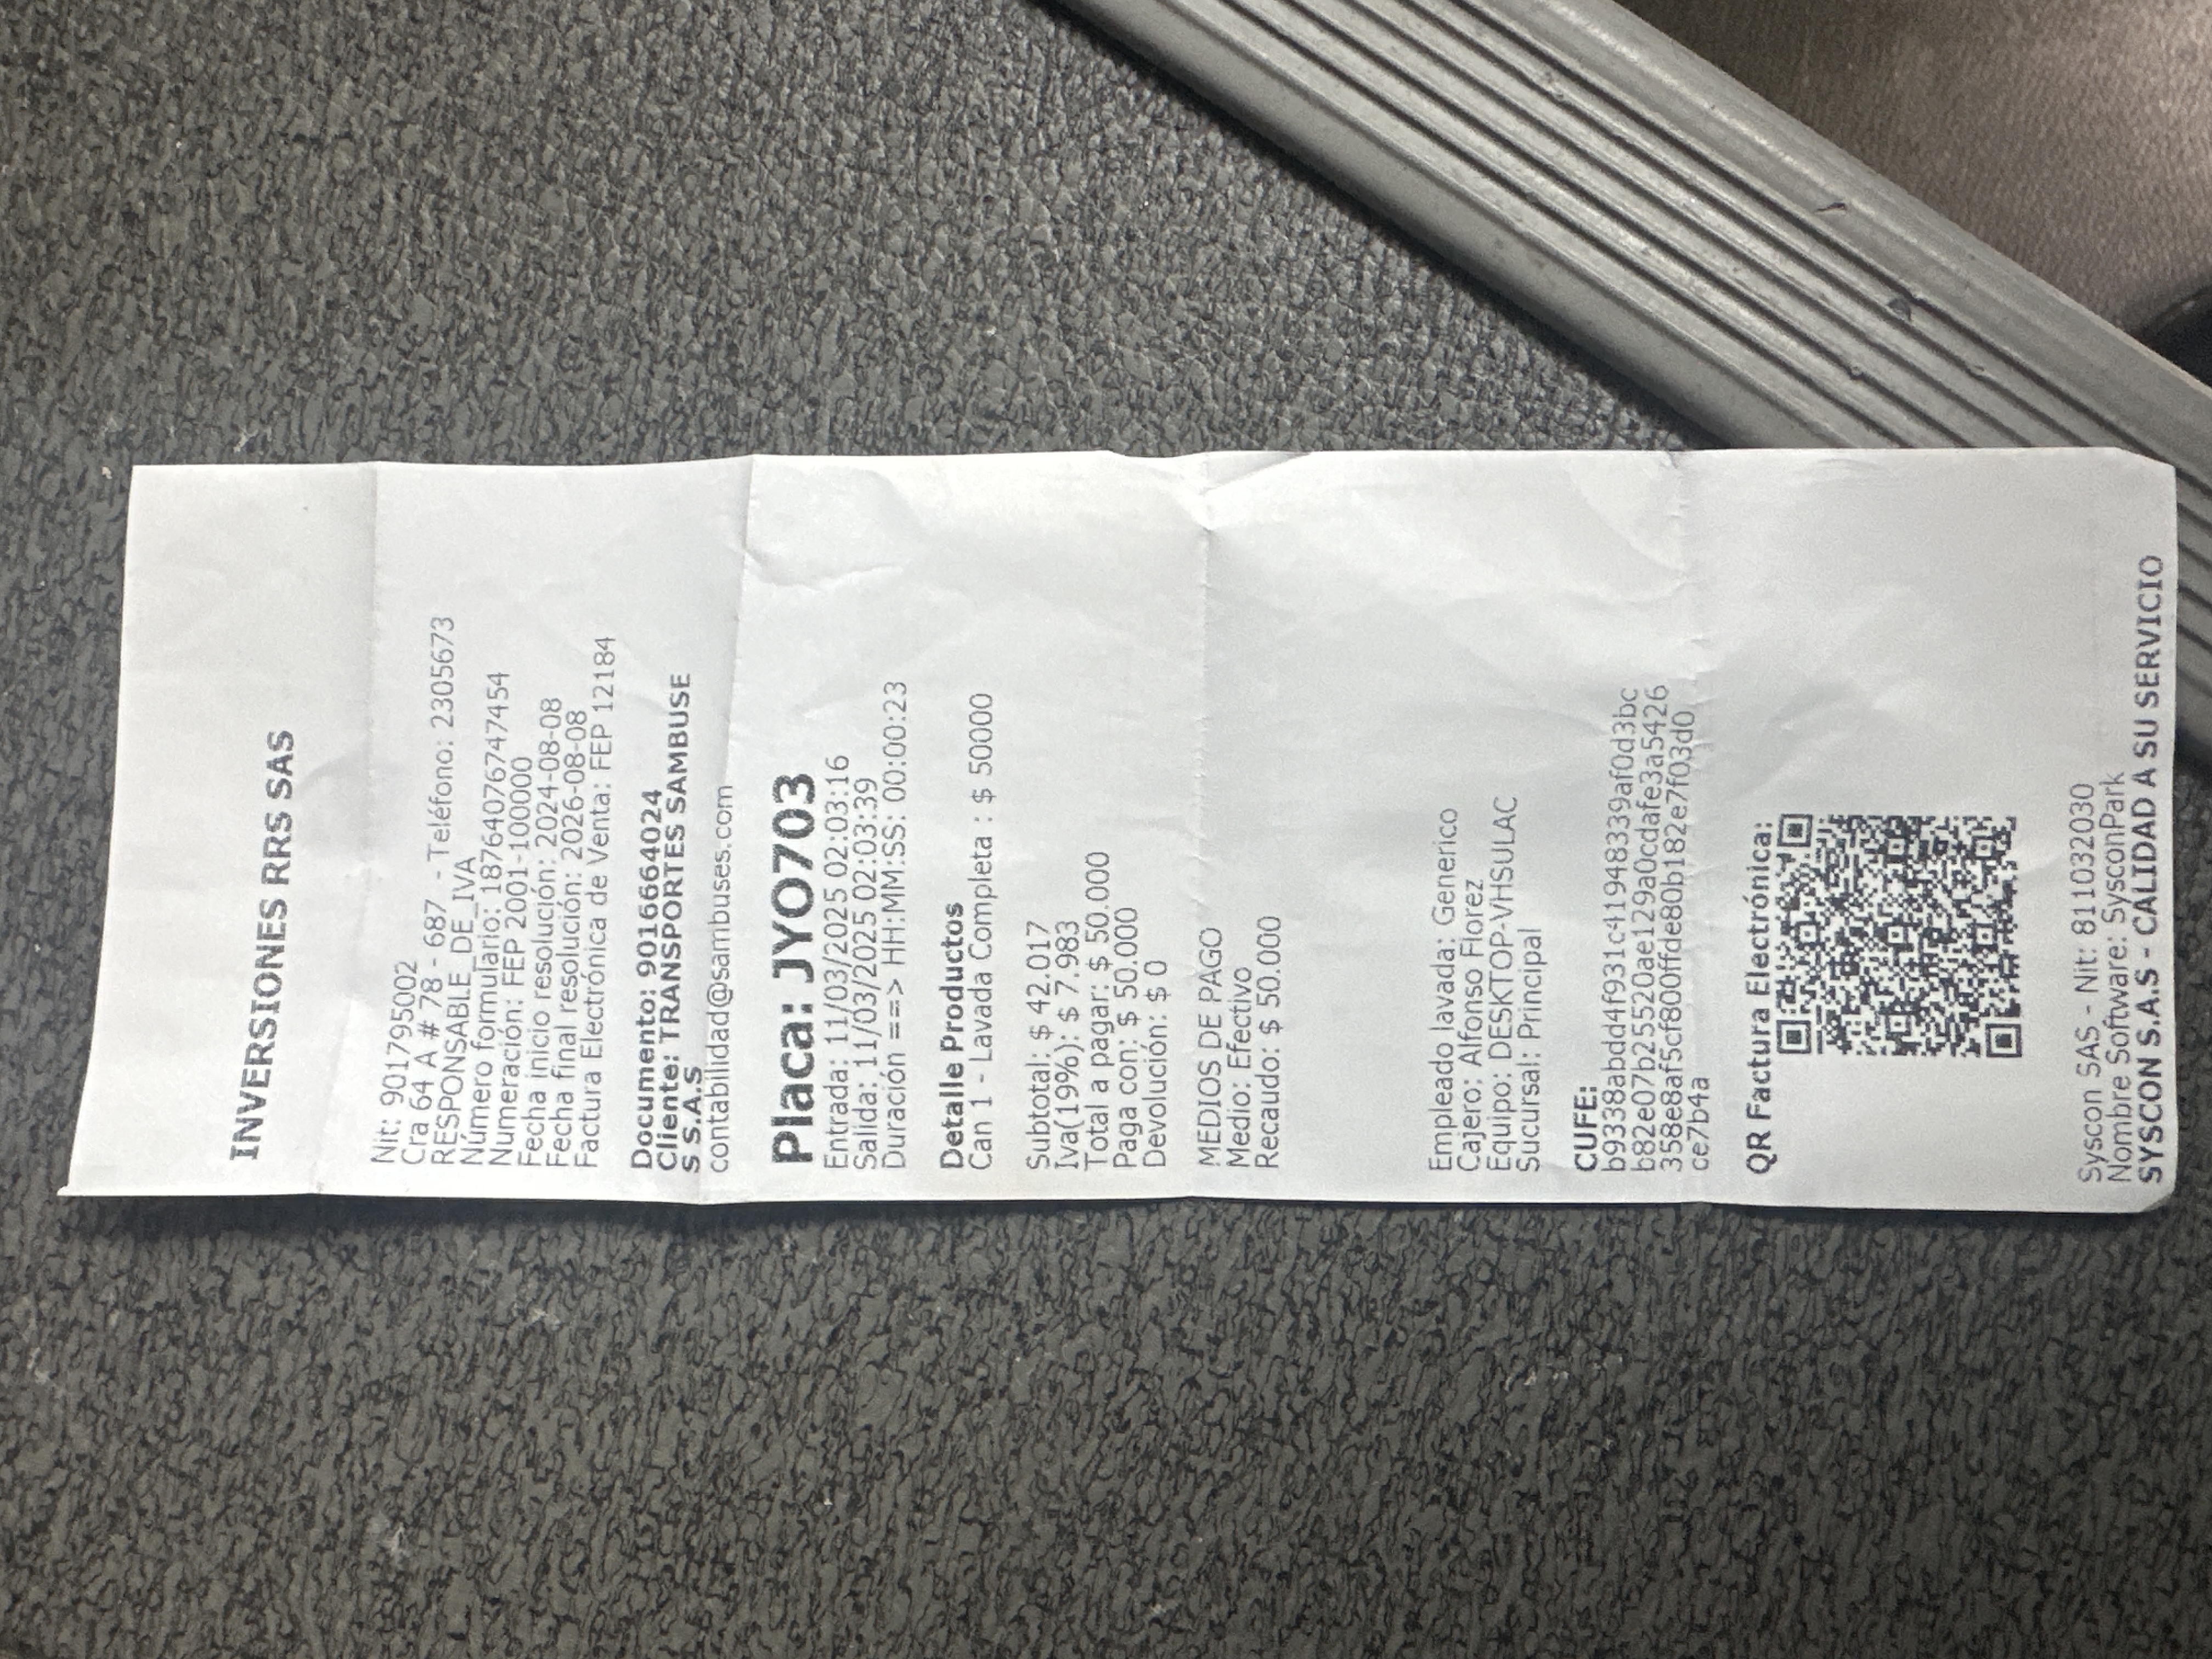 INVERSIONES RRS SAS
Nit: 901795002
Cra 64 A # 78 - 687 - Teléfono: 2305673
RESPONSABLE_DE_IVA
Número formulario: 18764076747454
Numeración: FEP 2001-100000
Fecha inicio resolución: 2024-08-08
Fecha final resolución: 2026-08-08
Factura Electrónica de Venta: FEP 12184
Documento: 9016664024
Cliente: TRANSPORTES SAMBUSE
S S.A.S
contabilidad@sambuses.com
Placa: JYO703
Entrada: 11/03/2025 02:03:16
Salida: 11/03/2025 02:03:39
Duración ==> HH:MM:SS: 00:00:23
Detalle Productos
Can 1 - Lavada Completa : $ 50000
Subtotal: $ 42.017
Iva(19%): $ 7.983
Total a pagar: $ 50.000
Paga con: $ 50.000
Devolución: $ 0
MEDIOS DE PAGO
Medio: Efectivo
Recaudo: $ 50.000
Empleado lavada: Generico
Cajero: Alfonso Florez
Equipo: DESKTOP-VHSULAC
Sucursal: Principal
CUFE:
b9338abdd4f931c41948339af0d3bc
b82e07b25520ae129a0cdafe3a5426
358e8af5cf800ffde80b182e7f03d0
ce7b4a
QR Factura Electrónica:
Syscon SAS - Nit: 811032030
Nombre Software: SysconPark
SYSCON S.A.S - CALIDAD A SU SERVICIO